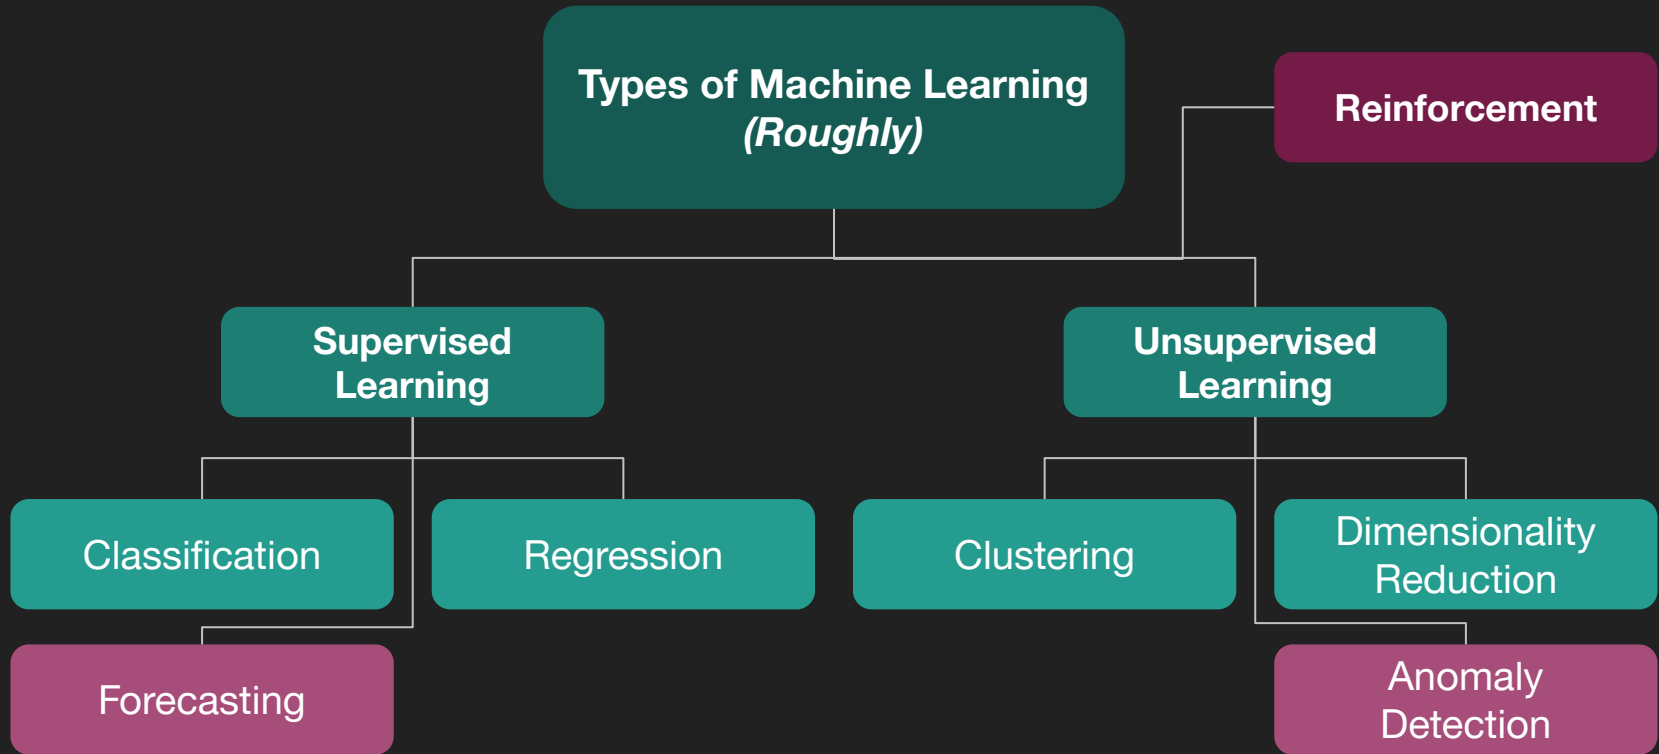 Types of Machine Learning
(Roughly)
Reinforcement
Supervised
Learning
Unsupervised
Learning
Classification
Regression
Clustering
Dimensionality
Reduction
Forecasting
Anomaly
Detection